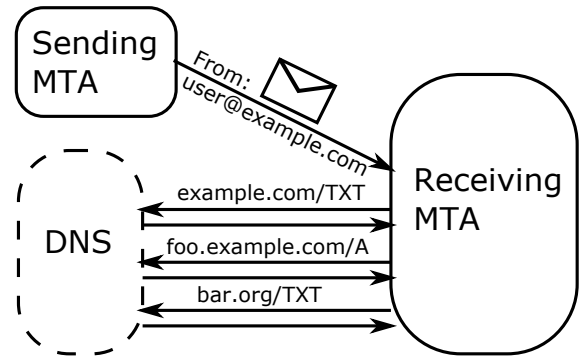 Sending
MTA
From:
user@example.com
Receiving
MTA
DNS
example.com/TXT
foo.example.com/A
bar.org/TXT